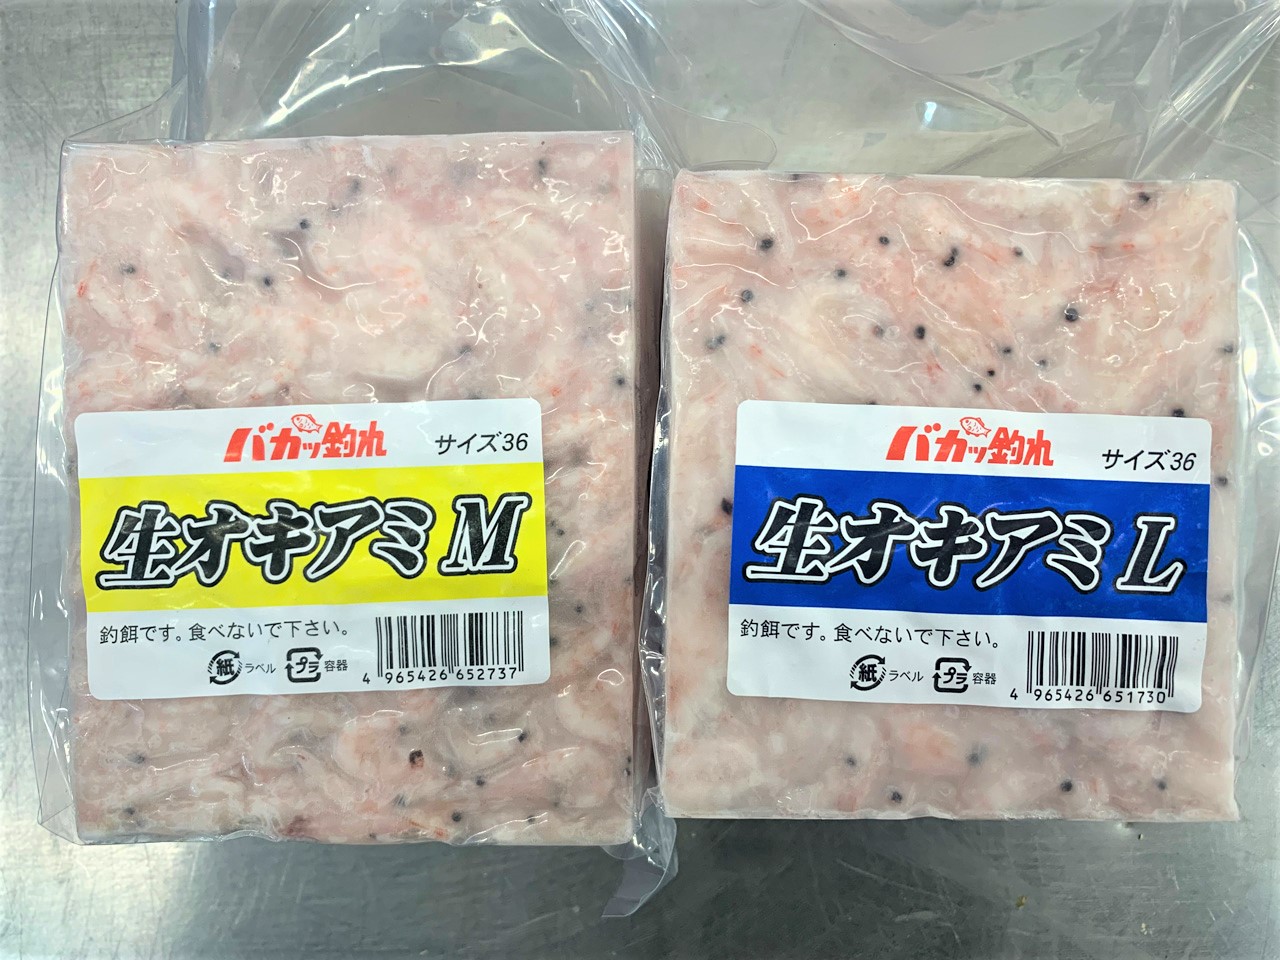 バカッ釣れ
サイズ36
生オキアミ M
釣餌です。食べないで下さい。
紙 ラベル プラ 容器
4 965426 652737
バカッ釣れ
サイズ36
生オキアミ L
釣餌です。食べないで下さい。
紙 ラベル プラ 容器
4 965426 651730